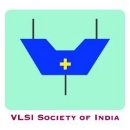 VLSI Society of India